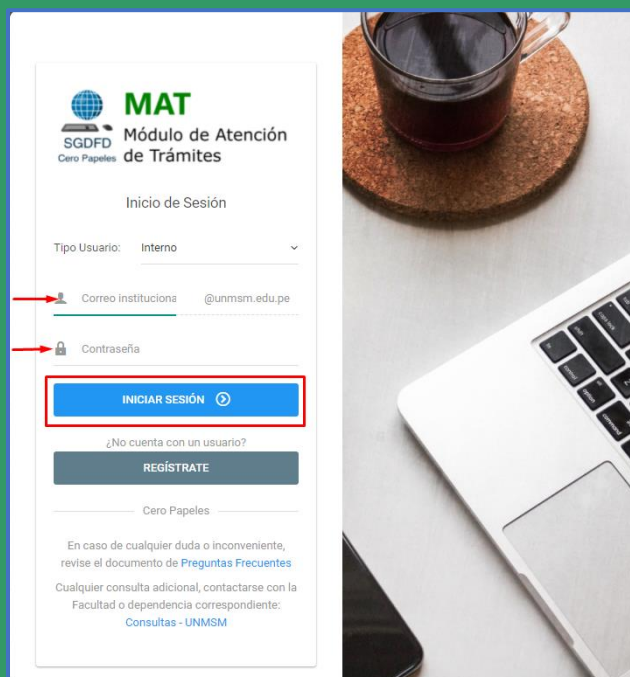 MAT
SGDFD
Cero Papeles
Módulo de Atención
de Trámites
Inicio de Sesión
Tipo Usuario: Interno
Correo instituciona @unmsm.edu.pe
Contraseña
INICIAR SESIÓN
¿No cuenta con un usuario?
REGÍSTRATE
Cero Papeles
En caso de cualquier duda o inconveniente,
revise el documento de Preguntas Frecuentes
Cualquier consulta adicional, contactarse con la
Facultad o dependencia correspondiente:
Consultas - UNMSM